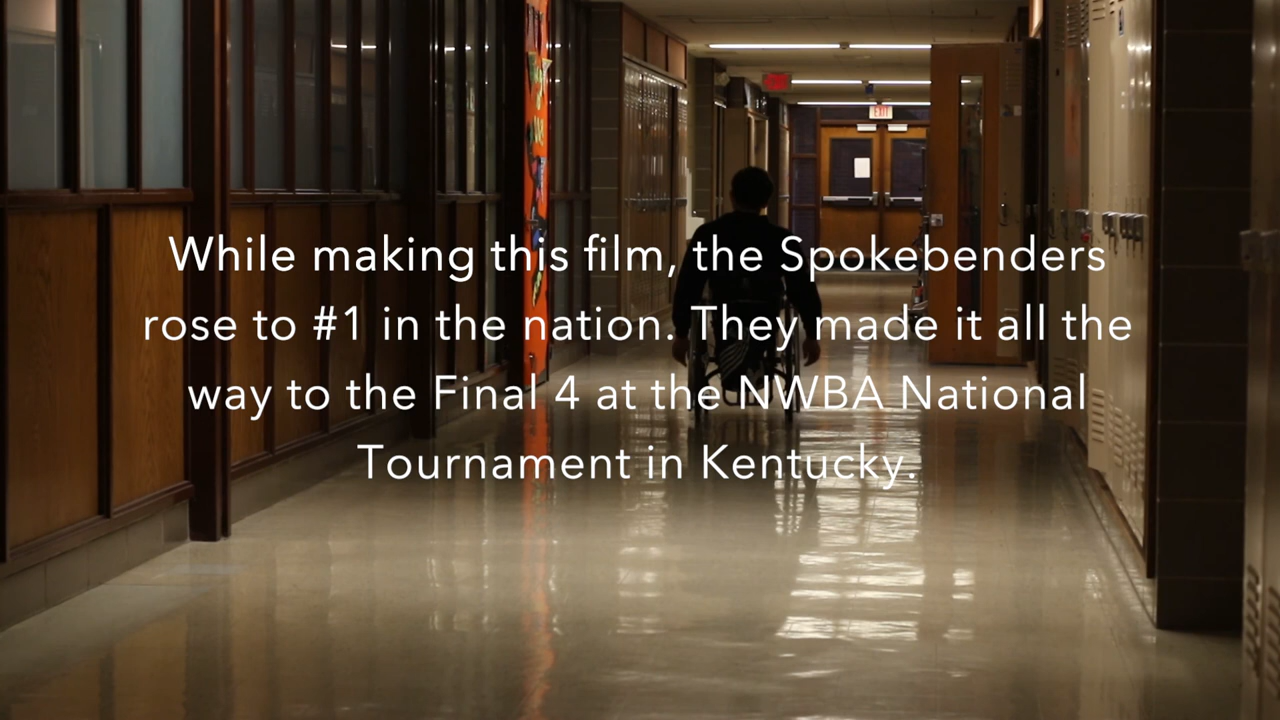 EXIT
While making this film, the Spokebenders
rose to #1 in the nation. They made it all the
way to the Final 4 at the NWBA National
Tournament in Kentucky.